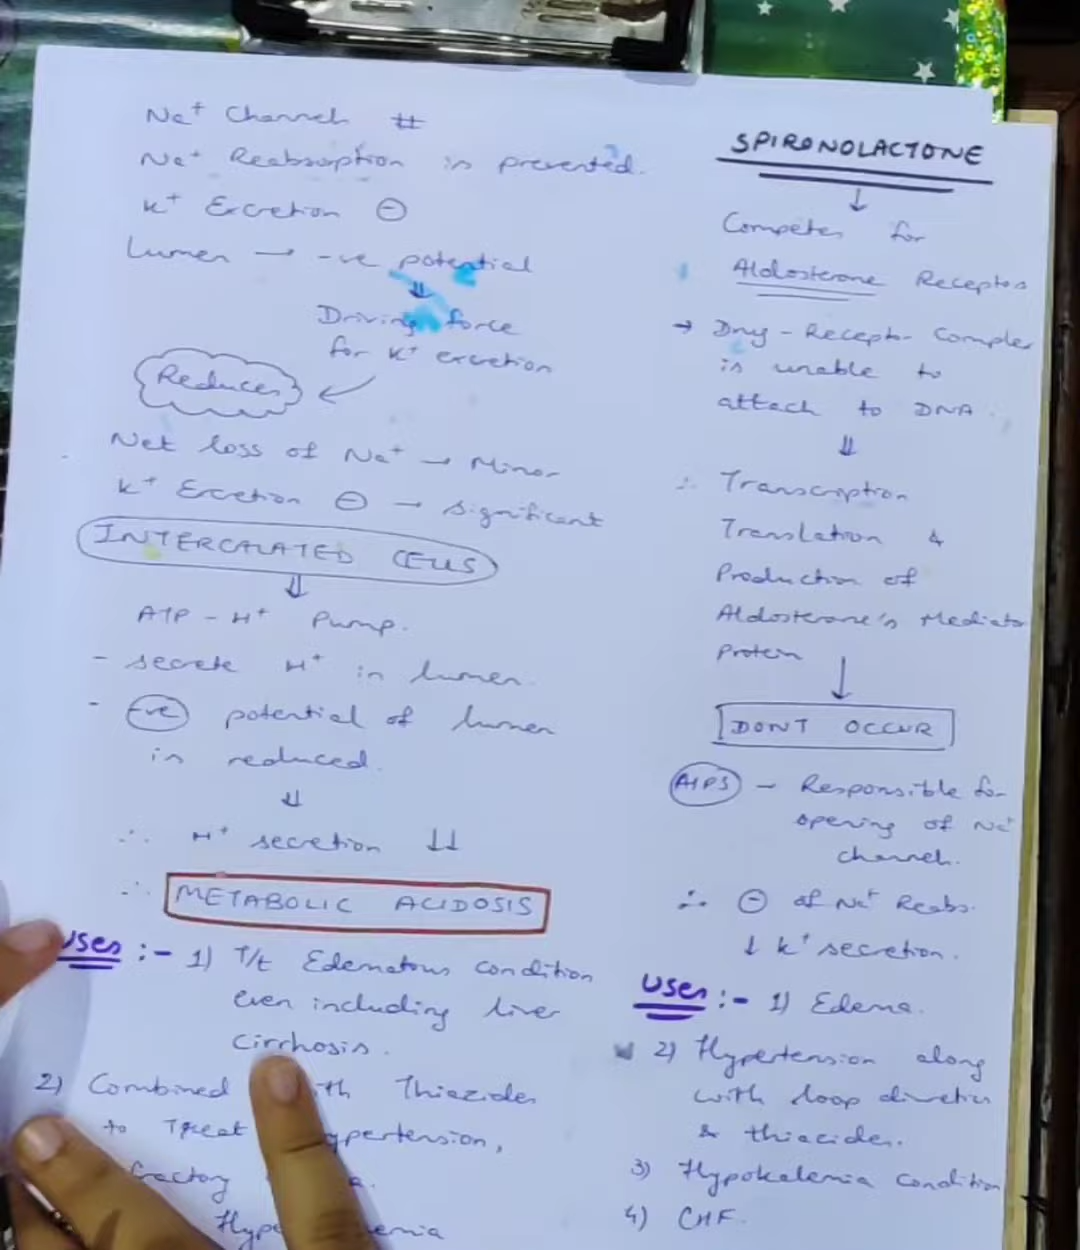 Na+ Channel #
Na+ Reabsorption is prevented.
K+ Excretion ⊖
Lumen → -ve potential
⇓
Driving force
for K+ excretion
Reduces ←
Net loss of Na+ → Minor
K+ Excretion ⊖ → significant
INTERCALATED CELLS
⇓
ATP - H+ Pump.
- secrete H+ in lumen.
- -ve potential of lumen
is reduced.
⇓
∴ H+ secretion ↓↓
∴ METABOLIC ACIDOSIS
Uses :- 1) T/t Edematous condition
even including liver
cirrhosis.
2) Combined with Thiazides
to Treat
SPIRONOLACTONE
↓
Competes for
Aldosterone Receptos
→ Drug - Receptor Complex
is unable to
attach to DNA.
⇓
∴ Transcription
Translation &
Production of
Aldosterone's Mediator
Protein
↓
DONT OCCUR
AIPS - Responsible for
opening of Na+
channel.
∴ ⊖ of Na+ Reabs.
↓ K+ secretion.
Uses :- 1) Edema.
2) Hypertension along
with loop diuretics
& thiazides.
3) Hypokalemia condition
4) CHF.